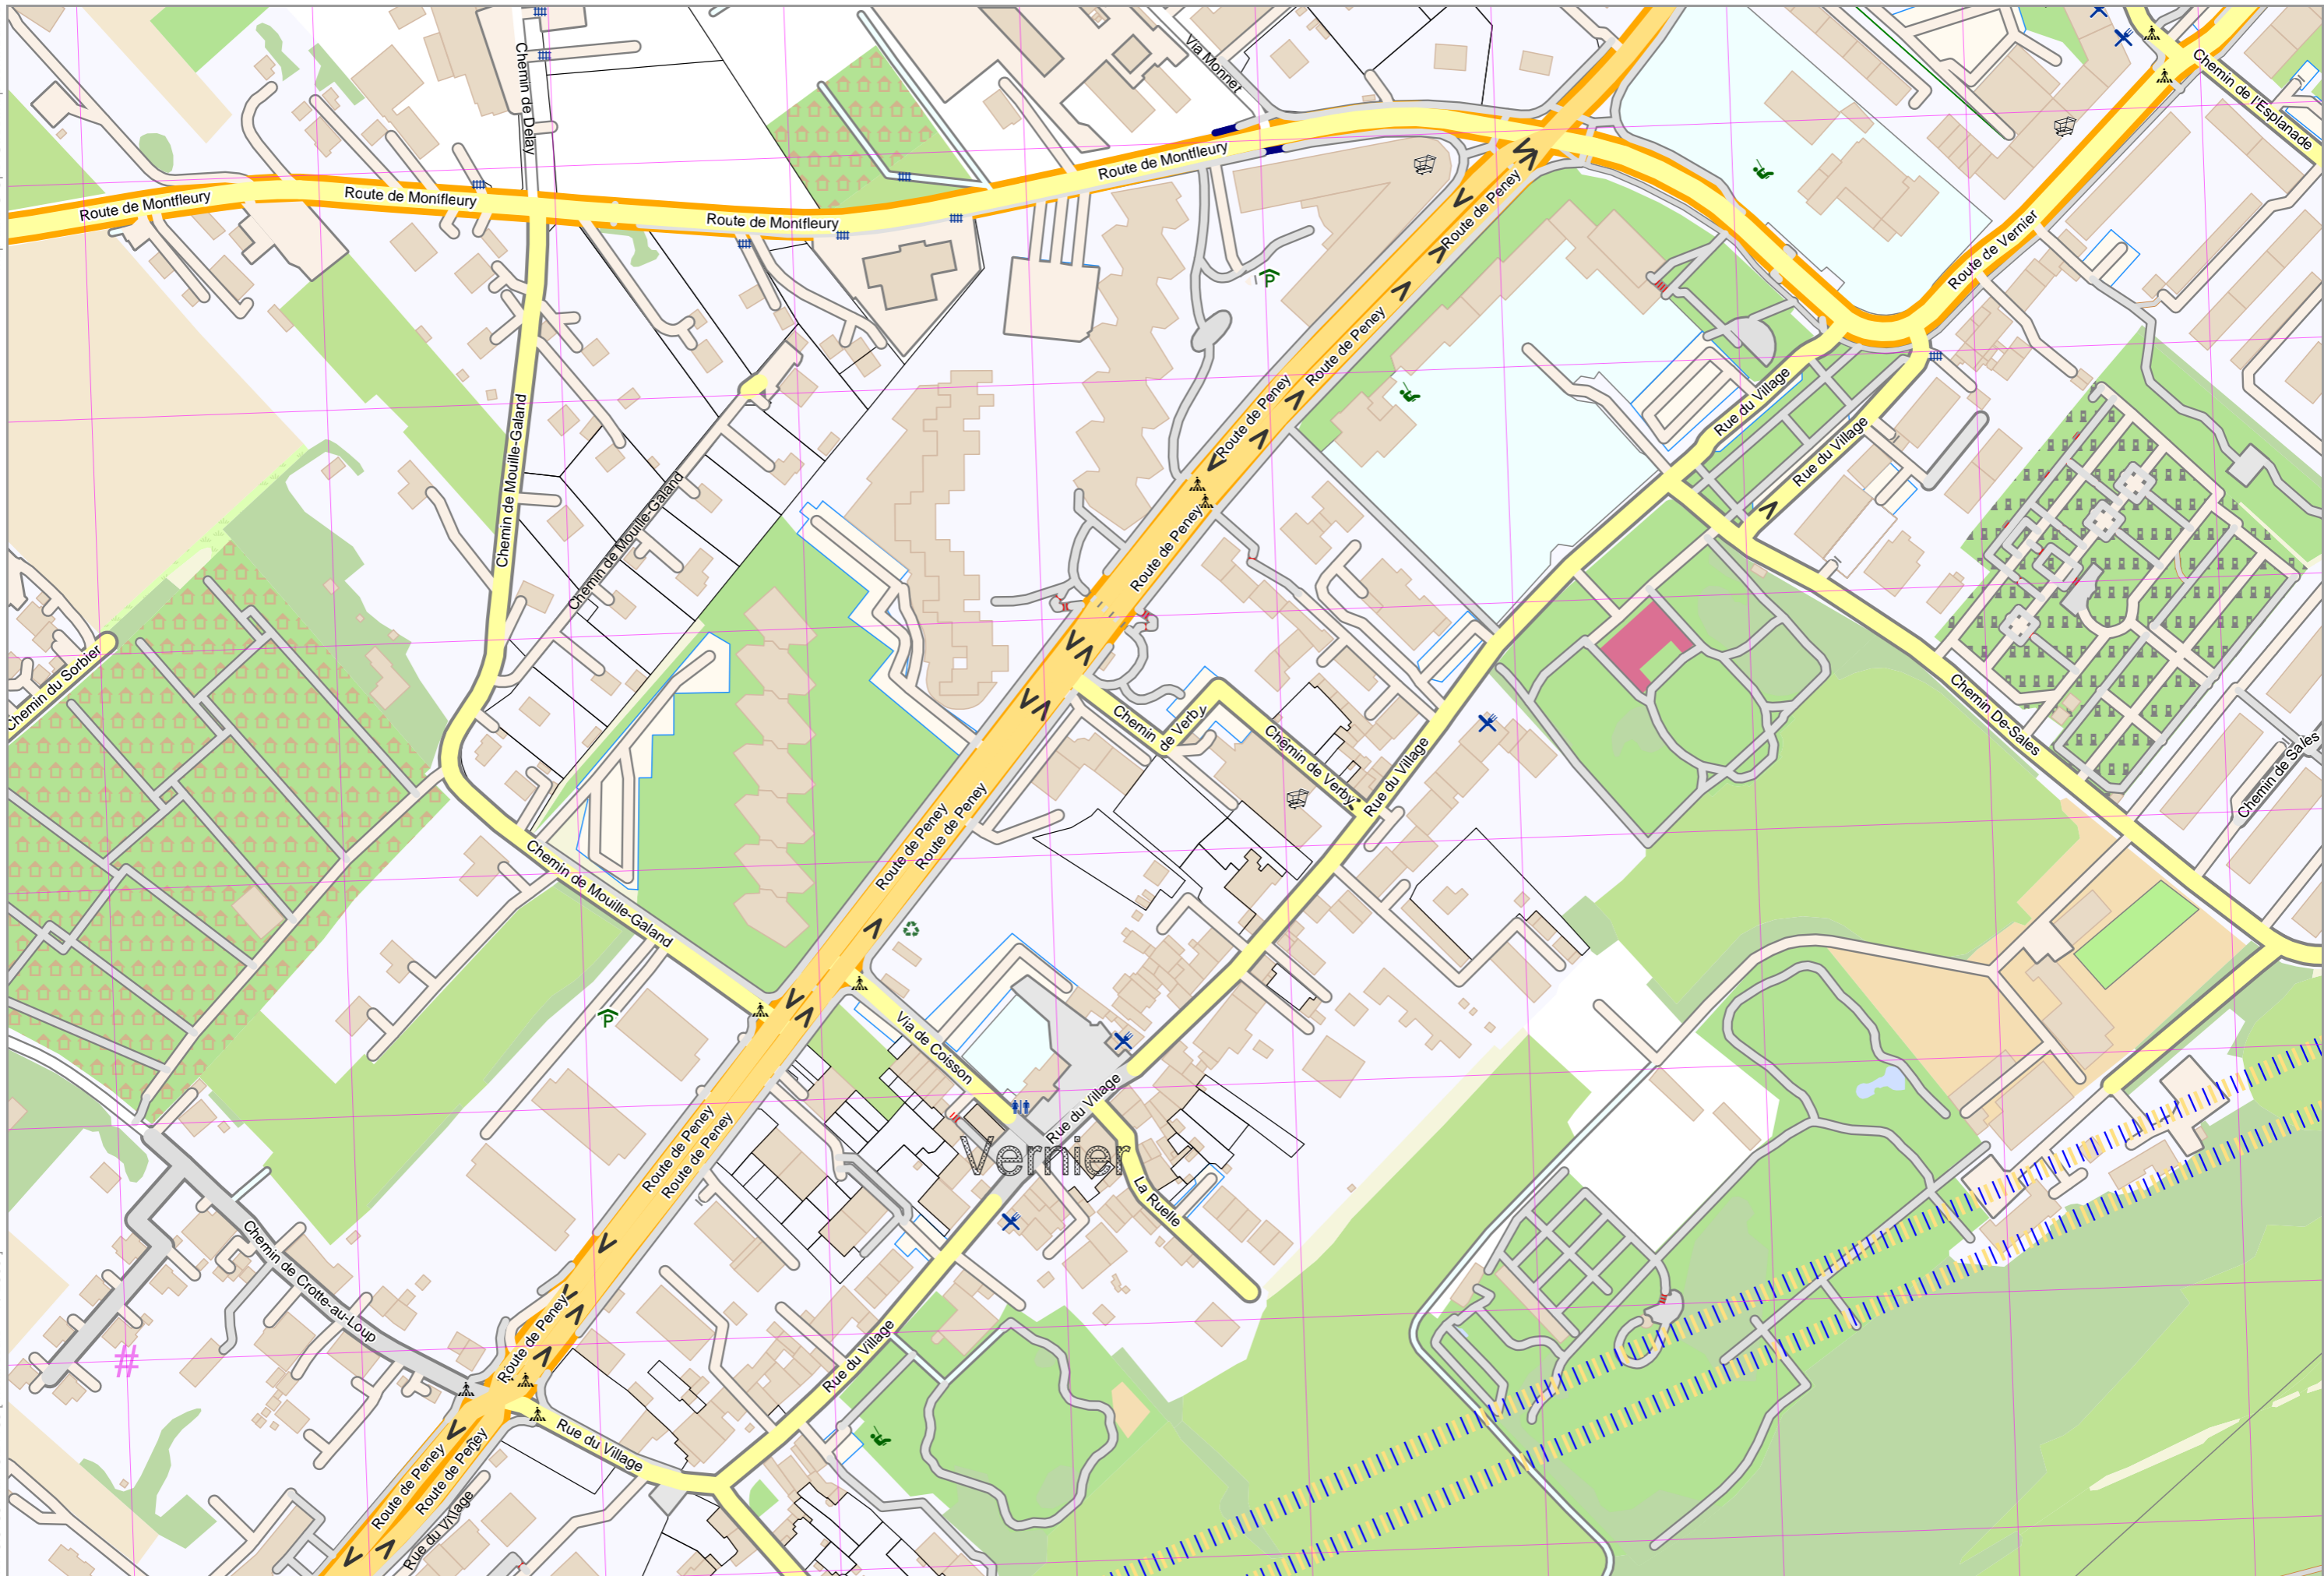 Chemin de Delay
Via Monnet
Chemin de l'Esplanade
Route de Montfleury
Route de Montfleury
Route de Montfleury
Route de Montfleury
Route de Peney
Route de Vernier
P
Route de Peney
Route de Peney
Rue du Village
Rue du Village
Chemin de Mouille-Galand
Chemin de Mouille-Galand
Route de Peney
Chemin du Sorbier
Chemin
de Verby
Chemin de Verby
Rue du Village
Chemin De-Sales
Chemin de Sales
Route de Peney
Route de Peney
Chemin de Mouille-Galand
P
Via de Coisson
Rue du Village
Vernier
Route de Peney
Route de Peney
La Ruelle
Chemin de Crotte-au-Loup
Route de Peney
#
Rue du Village
Rue du Village
Route de Peney
Route de Peney
Rue du Village